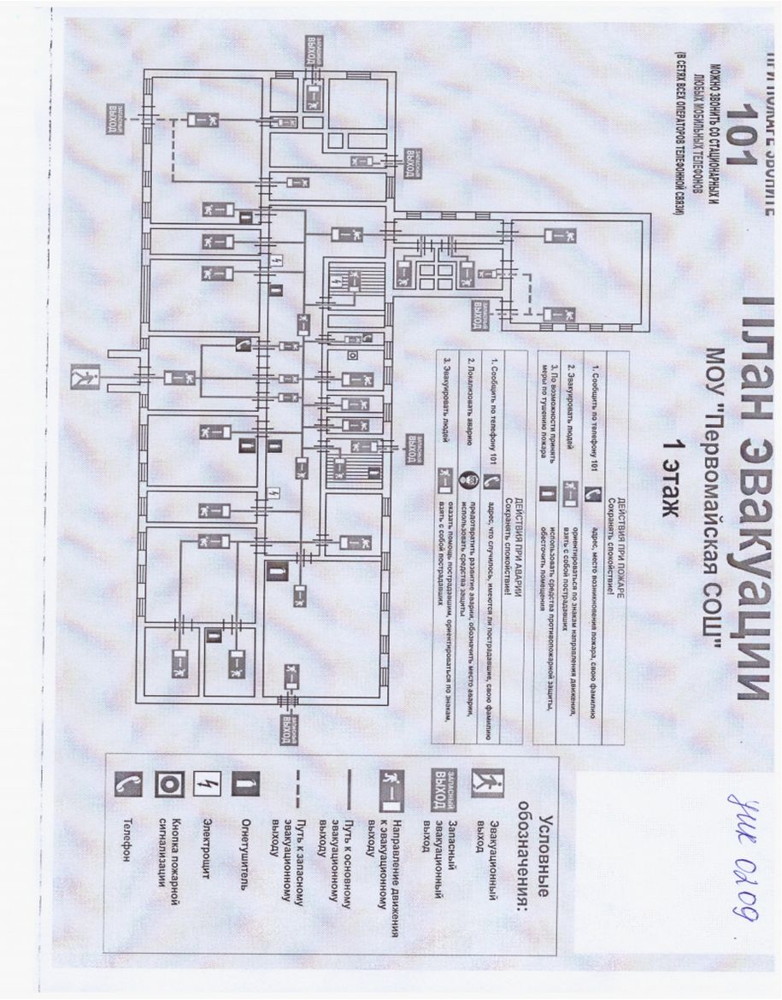 ПРИ ПОЖАРЕ ЗВОНИТЕ
101
МОЖНО ЗВОНИТЬ СО СТАЦИОНАРНЫХ И
ЛЮБЫХ МОБИЛЬНЫХ ТЕЛЕФОНОВ
(В СЕТЯХ ВСЕХ ОПЕРАТОРОВ ТЕЛЕФОННОЙ СВЯЗИ)
План эвакуации
МОУ "Первомайская СОШ"
1 этаж
УИК 0209
ДЕЙСТВИЯ ПРИ ПОЖАРЕ
Сохранять спокойствие!
1. Сообщить по телефону 101
адрес, место возникновения пожара, свою фамилию
2. Эвакуировать людей
ориентироваться по знакам направления движения,
взять с собой пострадавших
3. По возможности принять
меры по тушению пожара
использовать средства противопожарной защиты,
обесточить помещения
ДЕЙСТВИЯ ПРИ АВАРИИ
Сохранять спокойствие!
1. Сообщить по телефону 101
адрес, что случилось, имеются ли пострадавшие, свою фамилию
2. Локализовать аварию
предотвратить развитие аварии, обозначить место аварии,
использовать средства защиты
3. Эвакуировать людей
оказать помощь пострадавшим, ориентироваться по знакам,
взять с собой пострадавших
ЗАПАСНЫЙ
ВЫХОД
ЗАПАСНЫЙ
ВЫХОД
ЗАПАСНЫЙ
ВЫХОД
ЗАПАСНЫЙ
ВЫХОД
ЗАПАСНЫЙ
ВЫХОД
ЗАПАСНЫЙ
ВЫХОД
Условные
обозначения:
Эвакуационный
выход
ЗАПАСНЫЙ
ВЫХОД
Запасный
эвакуационный
выход
Направление движения
к эвакуационному
выходу
Путь к основному
эвакуационному
выходу
Путь к запасному
эвакуационному
выходу
Огнетушитель
Электрощит
Кнопка пожарной
сигнализации
Телефон